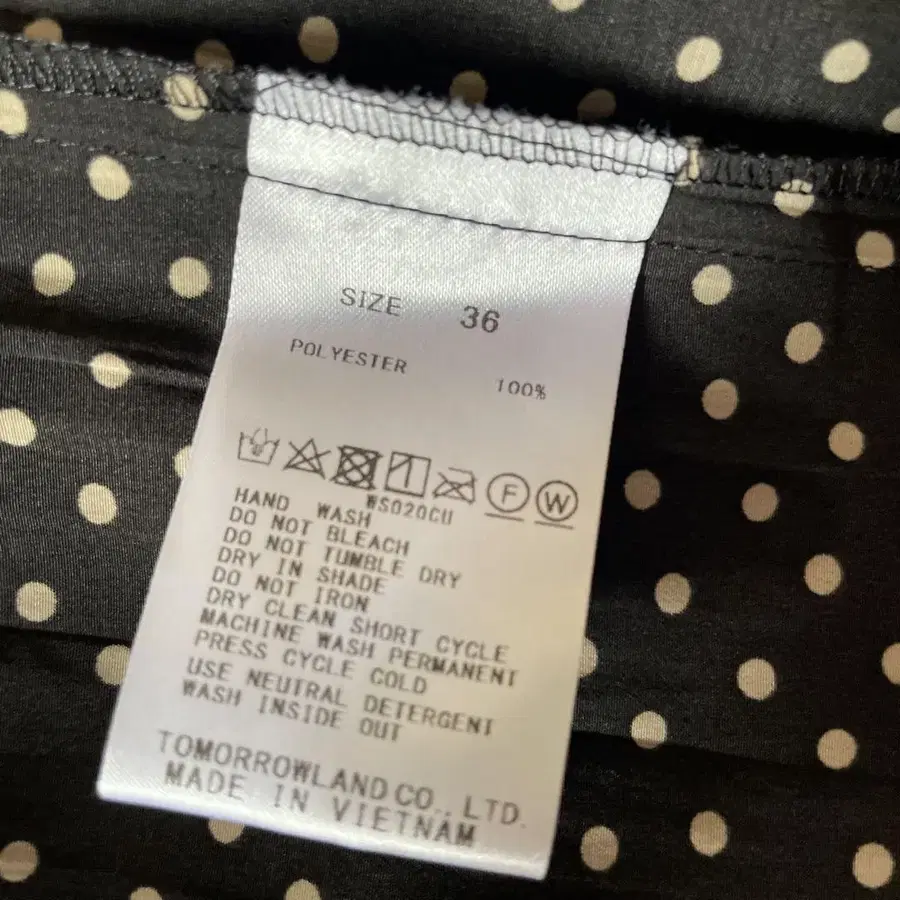 SIZE 36
POLYESTER
100%
F W
WS020CU
HAND WASH
DO NOT BLEACH
DO NOT TUMBLE DRY
DRY IN SHADE
DO NOT IRON
DRY CLEAN SHORT CYCLE
MACHINE WASH PERMANENT
PRESS CYCLE COLD
USE NEUTRAL DETERGENT
WASH INSIDE OUT
TOMORROWLAND CO., LTD.
MADE IN VIETNAM